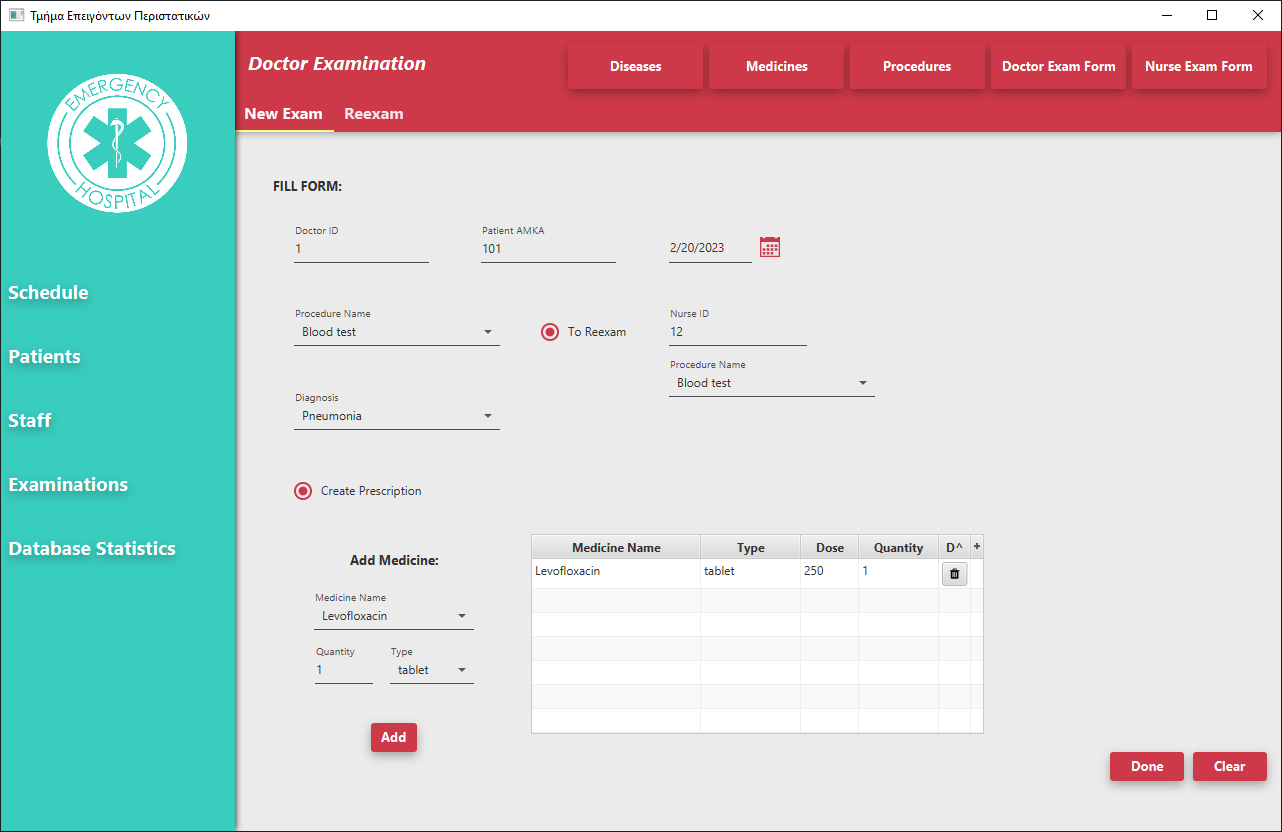 Τμήμα Επειγόντων Περιστατικών
EMERGENCY
HOSPITAL
Schedule
Patients
Staff
Examinations
Database Statistics
Doctor Examination
Diseases
Medicines
Procedures
Doctor Exam Form
Nurse Exam Form
New Exam
Reexam
FILL FORM:
Doctor ID
1
Patient AMKA
101
2/20/2023
Procedure Name
Blood test
To Reexam
Nurse ID
12
Procedure Name
Blood test
Diagnosis
Pneumonia
Create Prescription
Add Medicine:
Medicine Name
Levofloxacin
Quantity
1
Type
tablet
Add
Medicine Name Type Dose Quantity D^ +
Levofloxacin tablet 250 1
Done
Clear